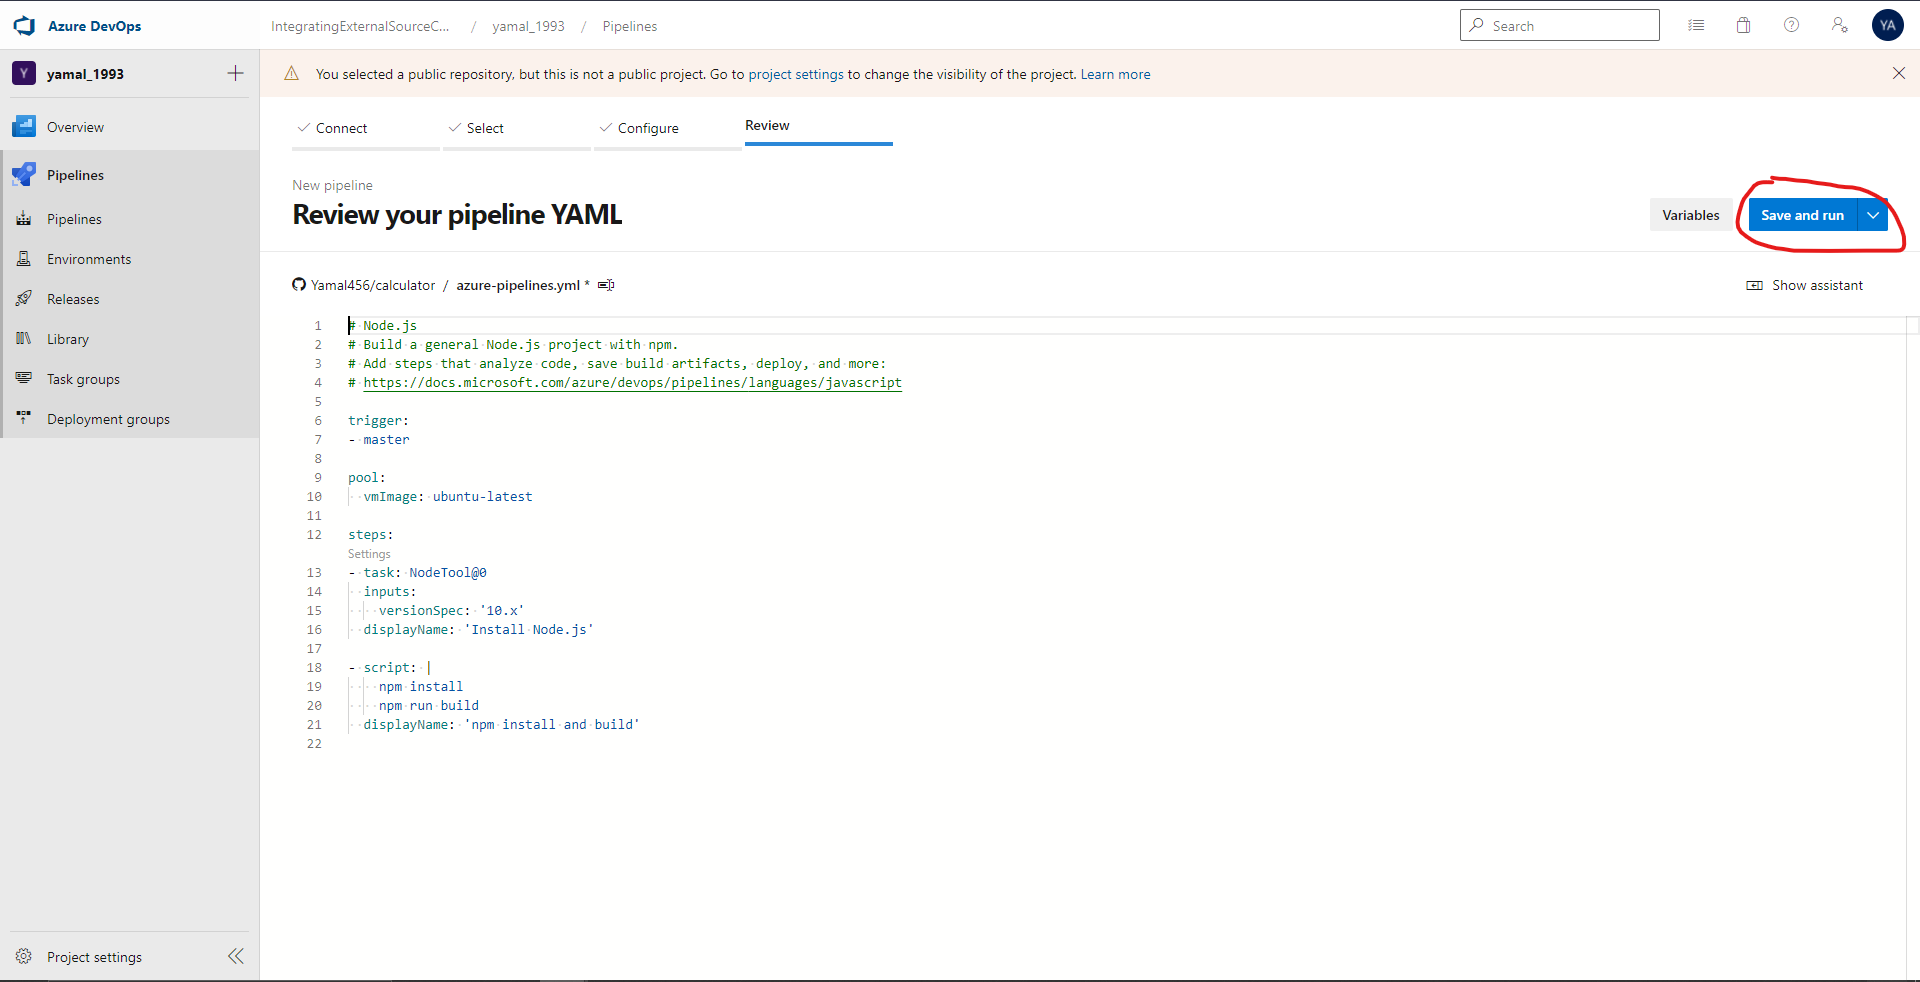 Azure DevOps
IntegratingExternalSourceC... / yamal_1993 / Pipelines
Search
YA
Y yamal_1993
You selected a public repository, but this is not a public project. Go to project settings to change the visibility of the project. Learn more
Overview
Pipelines
Pipelines
Environments
Releases
Library
Task groups
Deployment groups
Project settings
Connect
Select
Configure
Review
New pipeline
Review your pipeline YAML
Variables
Save and run
Yamal456/calculator / azure-pipelines.yml *
Show assistant
1 # Node.js
2 # Build a general Node.js project with npm.
3 # Add steps that analyze code, save build artifacts, deploy, and more:
4 # https://docs.microsoft.com/azure/devops/pipelines/languages/javascript
5
6 trigger:
7 - master
8
9 pool:
10   vmImage: ubuntu-latest
11
12 steps:
Settings
13 - task: NodeTool@0
14   inputs:
15     versionSpec: '10.x'
16   displayName: 'Install Node.js'
17
18 - script: |
19     npm install
20     npm run build
21   displayName: 'npm install and build'
22